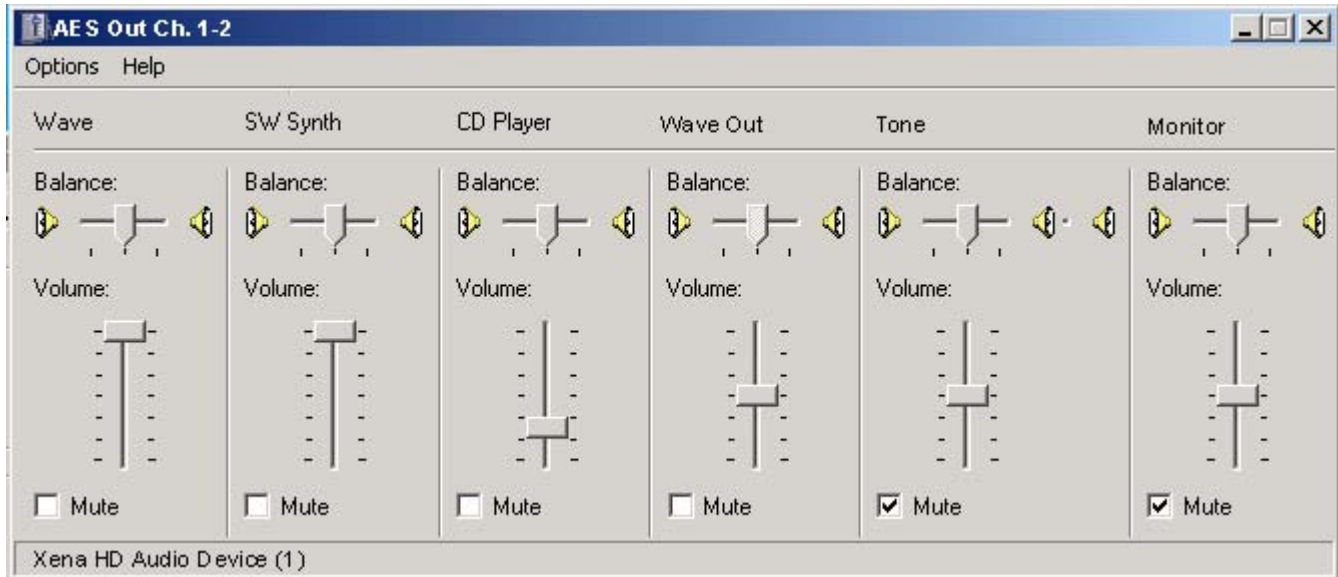 AES Out Ch. 1-2
Options Help
Wave SW Synth CD Player Wave Out Tone Monitor
Balance: Balance: Balance: Balance: Balance: Balance:
Volume: Volume: Volume: Volume: Volume: Volume:
Mute Mute Mute Mute Mute Mute
Xena HD Audio Device (1)